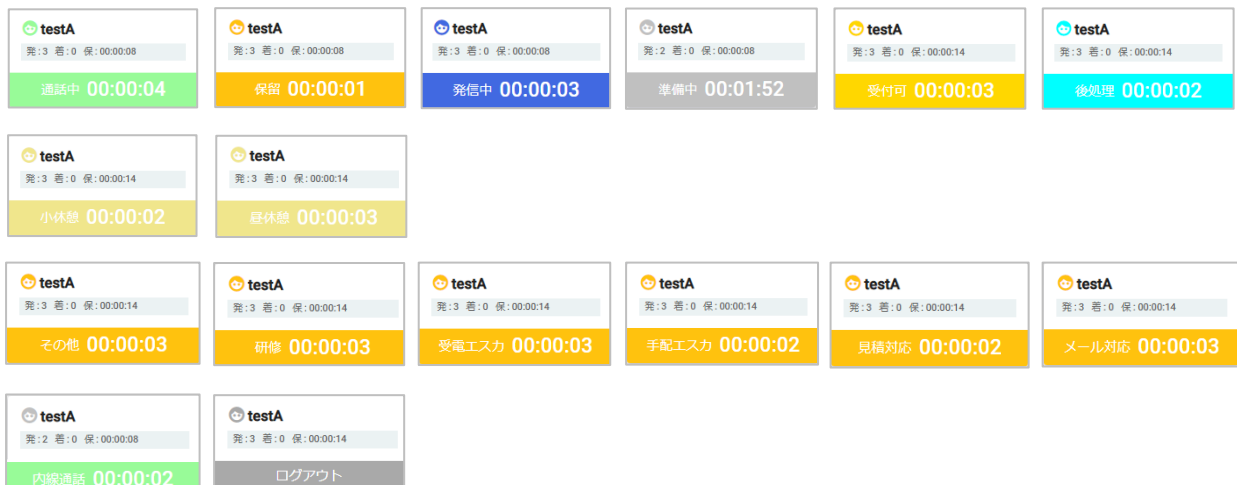 testA
発:3 着:0 保:00:00:08
通話中 00:00:04
testA
発:3 着:0 保:00:00:08
保留 00:00:01
testA
発:3 着:0 保:00:00:08
発信中 00:00:03
testA
発:2 着:0 保:00:00:08
準備中 00:01:52
testA
発:3 着:0 保:00:00:14
受付可 00:00:03
testA
発:3 着:0 保:00:00:14
後処理 00:00:02
testA
発:3 着:0 保:00:00:14
小休憩 00:00:02
testA
発:3 着:0 保:00:00:14
昼休憩 00:00:03
testA
発:3 着:0 保:00:00:14
その他 00:00:03
testA
発:3 着:0 保:00:00:14
研修 00:00:03
testA
発:3 着:0 保:00:00:14
受電エスカ 00:00:03
testA
発:3 着:0 保:00:00:14
手配エスカ 00:00:02
testA
発:3 着:0 保:00:00:14
見積対応 00:00:02
testA
発:3 着:0 保:00:00:14
メール対応 00:00:03
testA
発:2 着:0 保:00:00:08
内線通話 00:00:02
testA
発:3 着:0 保:00:00:14
ログアウト